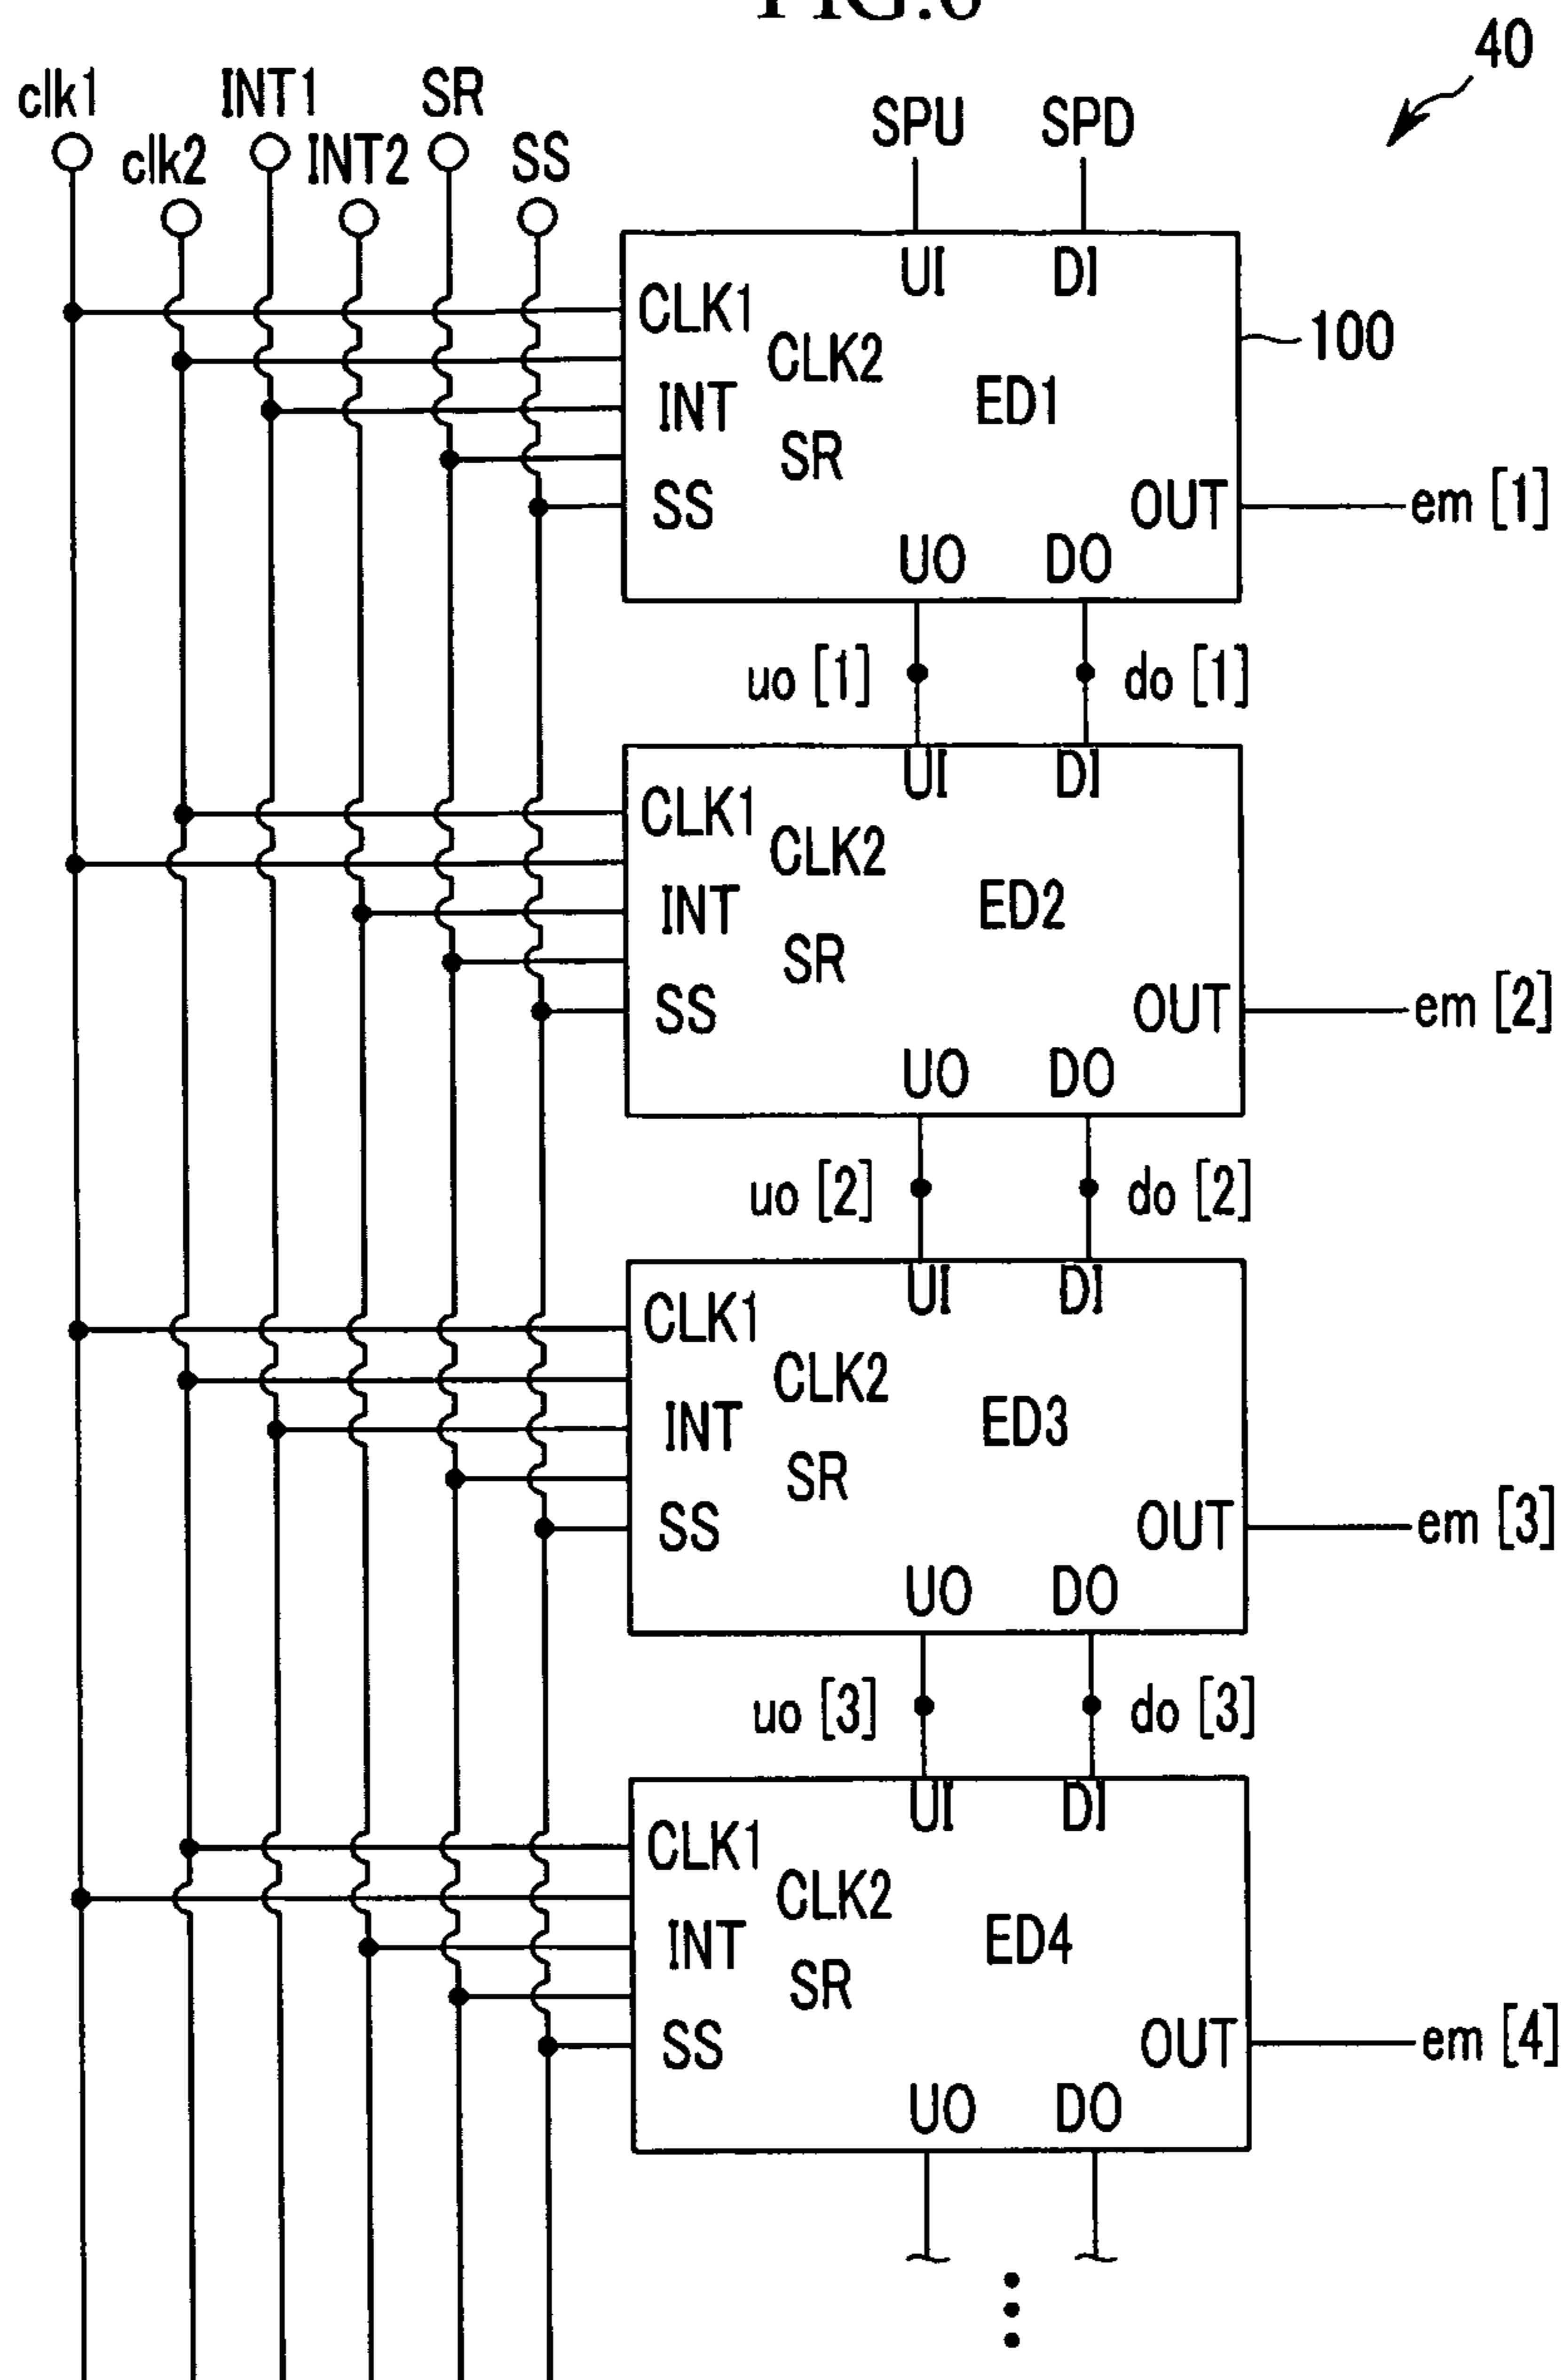 FIG.6
40
clk1
INT1
SR
clk2
INT2
SS
SPU
SPD
UI
DI
CLK1
CLK2
INT
SR
SS
ED1
100
OUT
em [1]
UO
DO
uo [1]
do [1]
UI
DI
CLK1
CLK2
INT
SR
SS
ED2
OUT
em [2]
UO
DO
uo [2]
do [2]
UI
DI
CLK1
CLK2
INT
SR
SS
ED3
OUT
em [3]
UO
DO
uo [3]
do [3]
UI
DI
CLK1
CLK2
INT
SR
SS
ED4
OUT
em [4]
UO
DO